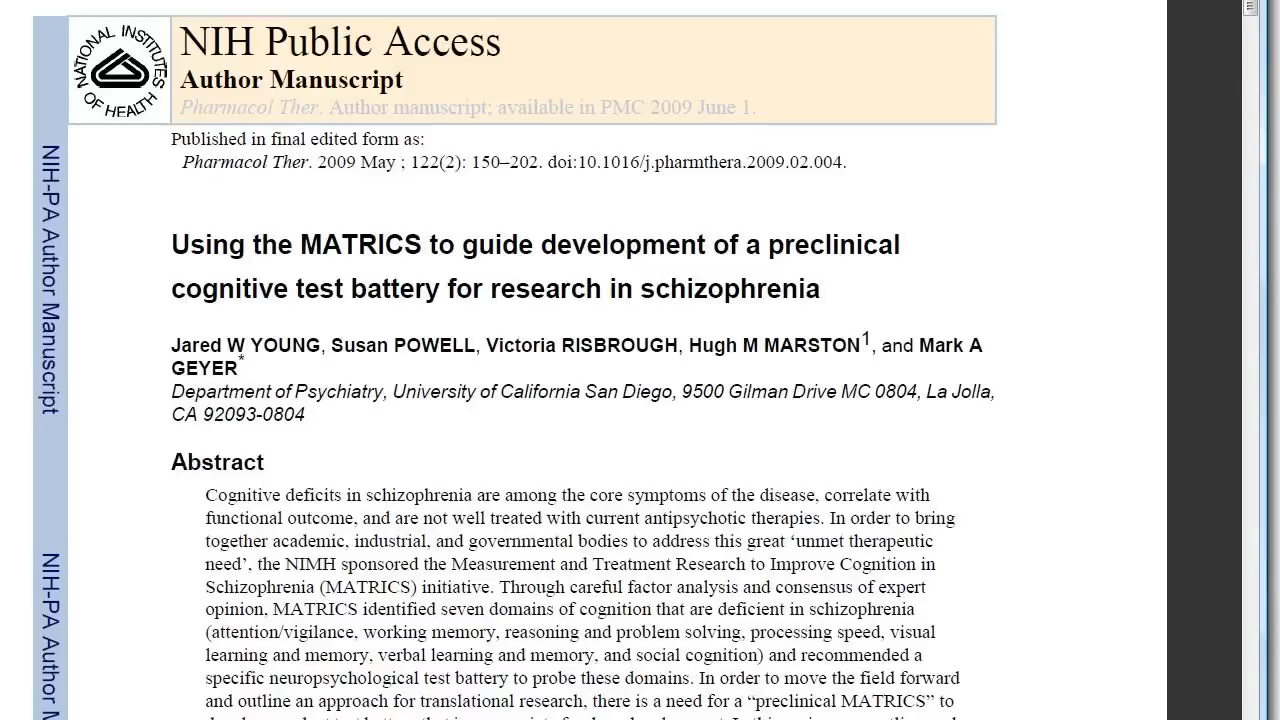 NATIONAL INSTITUTES OF HEALTH
NIH Public Access
Author Manuscript
Pharmacol Ther. Author manuscript; available in PMC 2009 June 1.
Published in final edited form as:
Pharmacol Ther. 2009 May ; 122(2): 150–202. doi:10.1016/j.pharmthera.2009.02.004.
NIH-PA Author Manuscript
NIH-PA Author M
Using the MATRICS to guide development of a preclinical
cognitive test battery for research in schizophrenia
Jared W YOUNG, Susan POWELL, Victoria RISBROUGH, Hugh M MARSTON1, and Mark A
GEYER*
Department of Psychiatry, University of California San Diego, 9500 Gilman Drive MC 0804, La Jolla,
CA 92093-0804
Abstract
Cognitive deficits in schizophrenia are among the core symptoms of the disease, correlate with
functional outcome, and are not well treated with current antipsychotic therapies. In order to bring
together academic, industrial, and governmental bodies to address this great ‘unmet therapeutic
need’, the NIMH sponsored the Measurement and Treatment Research to Improve Cognition in
Schizophrenia (MATRICS) initiative. Through careful factor analysis and consensus of expert
opinion, MATRICS identified seven domains of cognition that are deficient in schizophrenia
(attention/vigilance, working memory, reasoning and problem solving, processing speed, visual
learning and memory, verbal learning and memory, and social cognition) and recommended a
specific neuropsychological test battery to probe these domains. In order to move the field forward
and outline an approach for translational research, there is a need for a “preclinical MATRICS” to